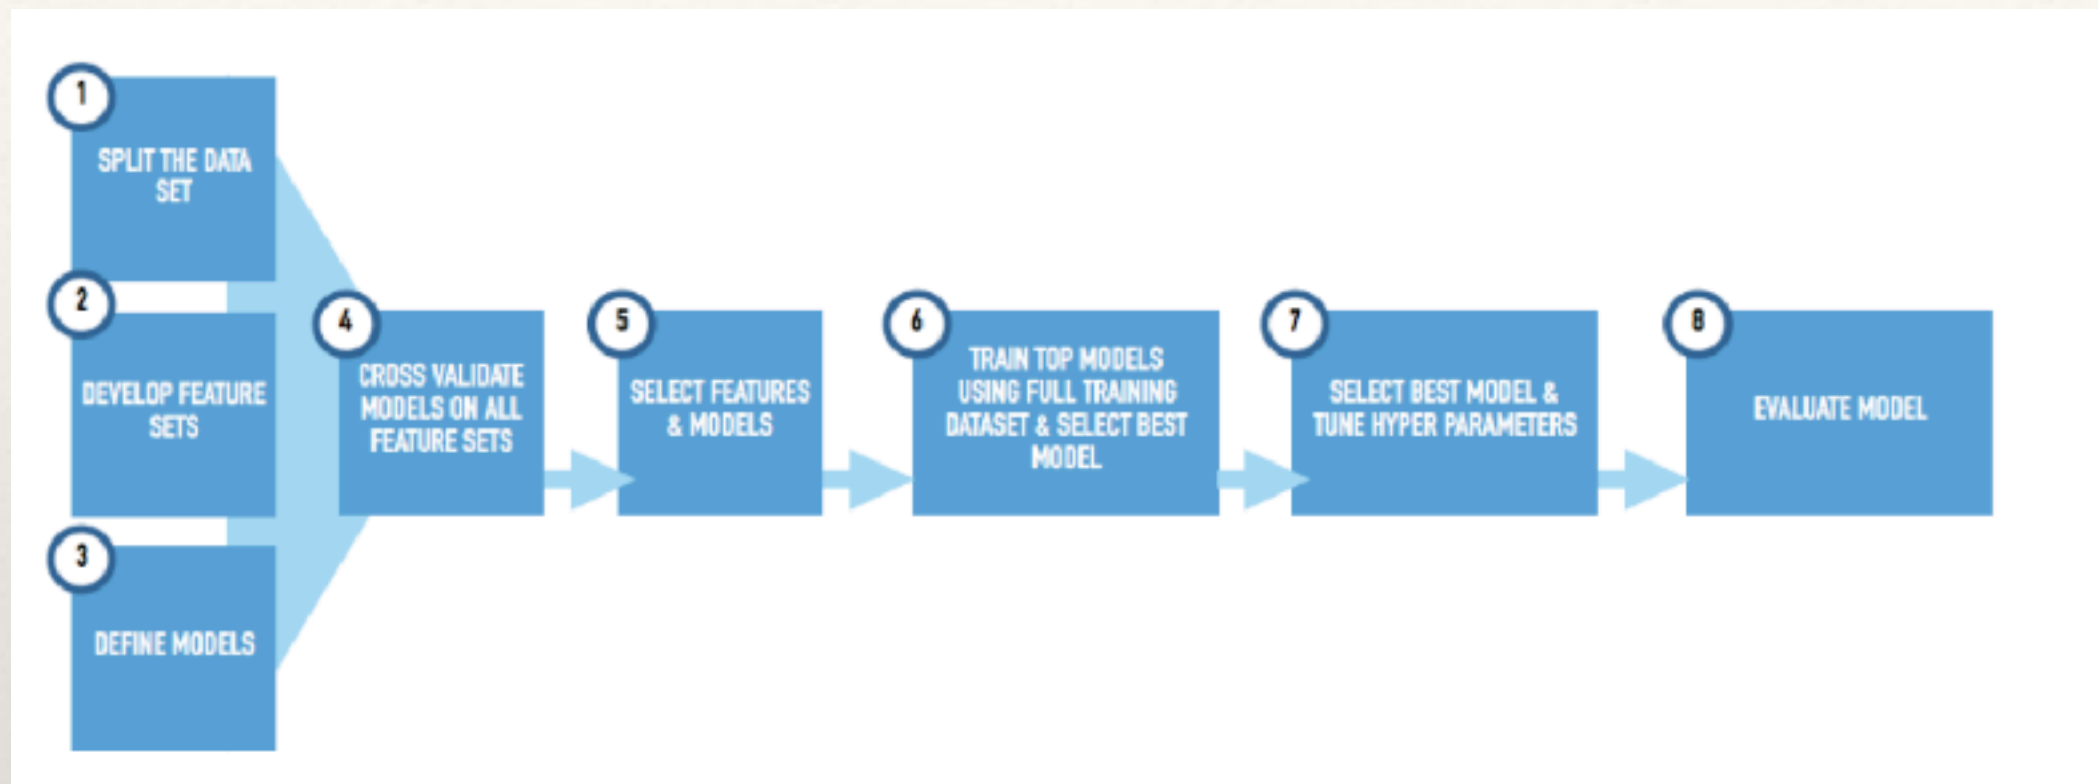 1
SPLIT THE DATA
SET
2
DEVELOP FEATURE
SETS
3
DEFINE MODELS
4
CROSS VALIDATE
MODELS ON ALL
FEATURE SETS
5
SELECT FEATURES
& MODELS
6
TRAIN TOP MODELS
USING FULL TRAINING
DATASET & SELECT BEST
MODEL
7
SELECT BEST MODEL &
TUNE HYPER PARAMETERS
8
EVALUATE MODEL